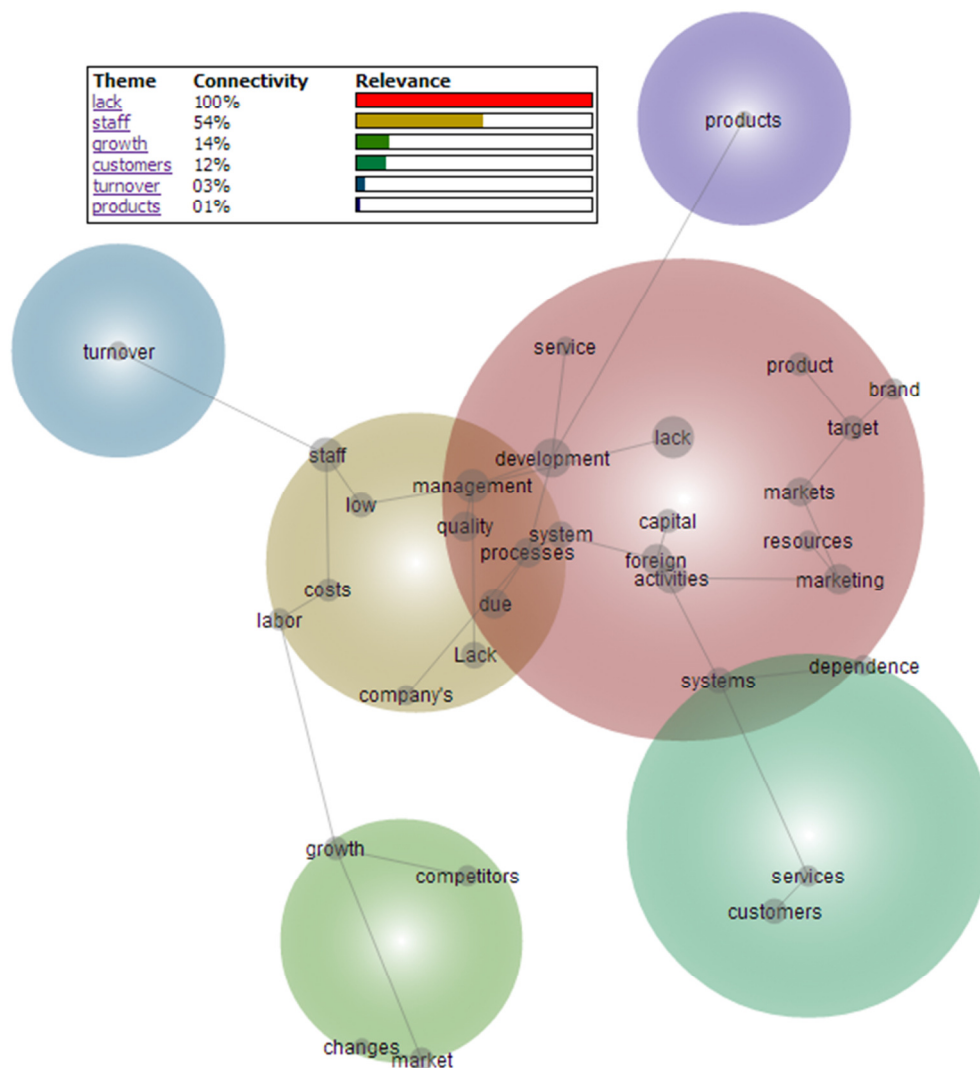 Theme Connectivity Relevance
lack 100%
staff 54%
growth 14%
customers 12%
turnover 03%
products 01%
products
turnover
service
product
brand
target
lack
staff
development
management
low
markets
quality
capital
system
resources
processes
foreign
activities
marketing
costs
due
labor
Lack
dependence
systems
company's
growth
competitors
services
customers
changes
market